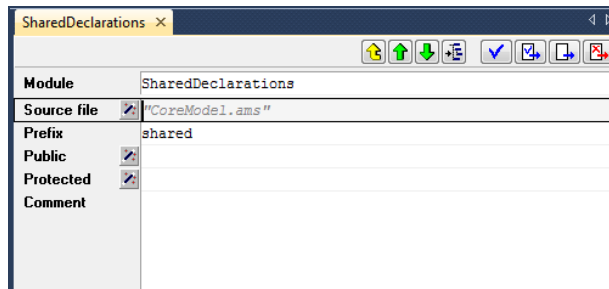 SharedDeclarations
Module SharedDeclarations
Source file "CoreModel.ams"
Prefix shared
Public
Protected
Comment